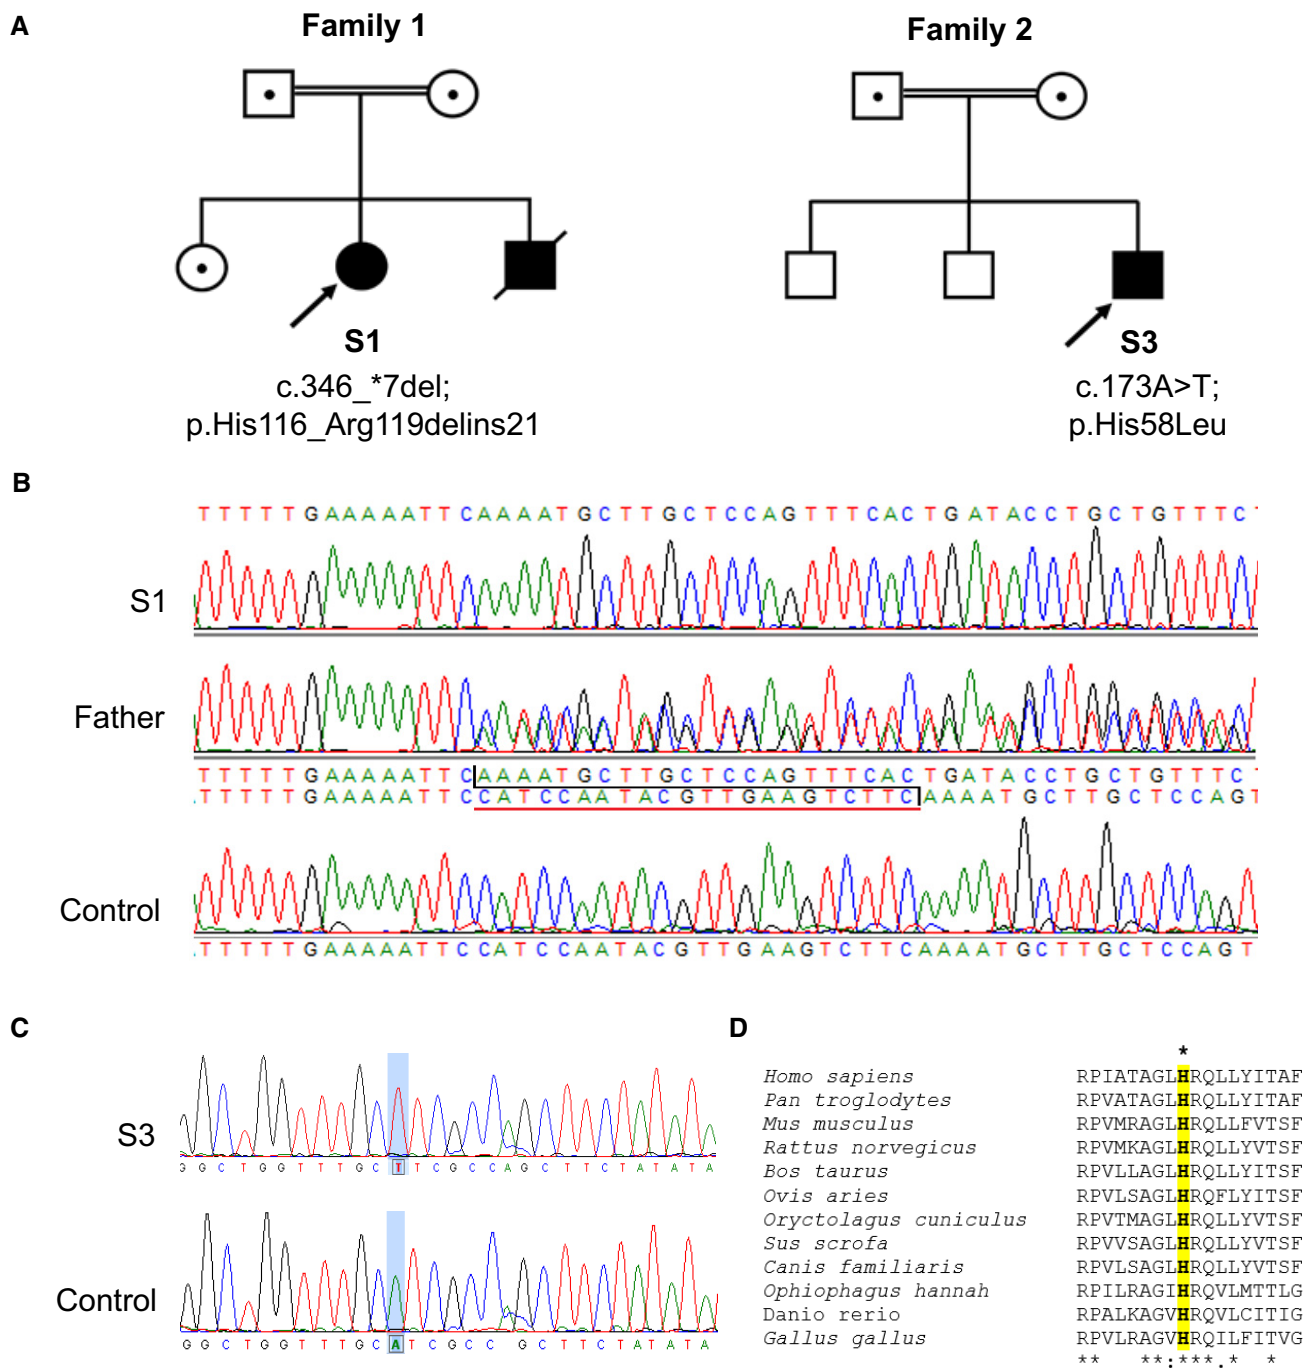 A
Family 1
Family 2
S1
c.346_*7del;
p.His116_Arg119delins21
S3
c.173A>T;
p.His58Leu
B
TTTTTGAAAAATTCAAAATGCTTGCTCCAGTTTCACTGATACCTGCTGTTTC
S1
Father
TTTTTGAAAAATTCAAAATGCTTGCTCCAGTTTCACTGATACCTGCTGTTTC
TTTTTGAAAAATTCCATCCAATACGTTGAAGTCTTCAAAATGCTTGCTCCAGT
Control
TTTTTGAAAAATTCCATCCAATACGTTGAAGTCTTCAAAATGCTTGCTCCAGT
C
S3
GGCTGGTTTGCTTCGCCAGCTTCTATATA
Control
GGCTGGTTTGCATCGCC GCTTCTATATA
D
*
Homo sapiens RPIATAGLHRQLLYITAF
Pan troglodytes RPVATAGLHRQLLYITAF
Mus musculus RPVMRAGLHRQLLFVTSF
Rattus norvegicus RPVMKAGLHRQLLYVTSF
Bos taurus RPVLLAGLHRQLLYITSF
Ovis aries RPVLSAGLHRQFLYITSF
Oryctolagus cuniculus RPVTMAGLHRQLLYVTSF
Sus scrofa RPVVSAGLHRQLLYVTSF
Canis familiaris RPVLSAGLHRQLLYVTSF
Ophiophagus hannah RPILRAGIHRQVLMTTLG
Danio rerio RPALKAGVHRQVLCITIG
Gallus gallus RPVLRAGVHRQILFITVG
** **:***.* *